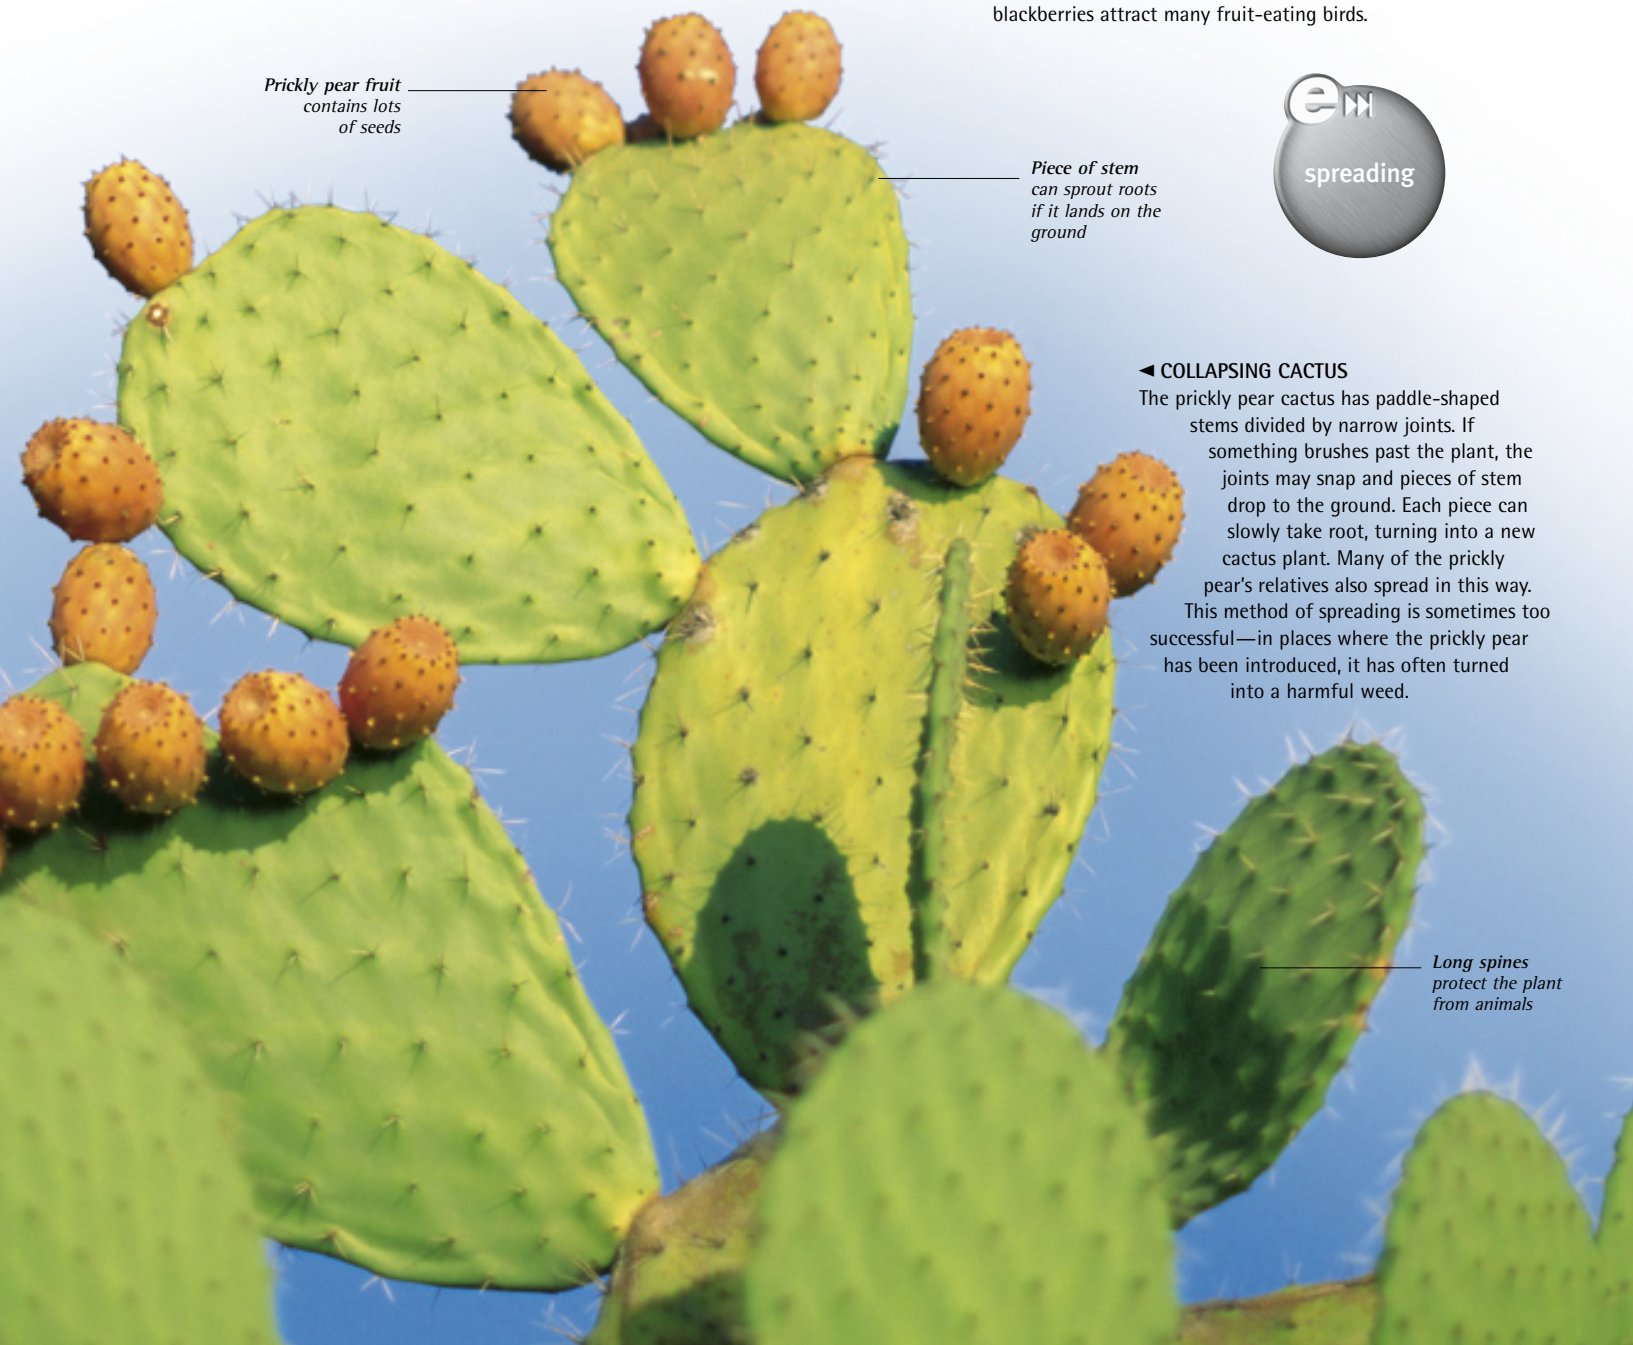 blackberries attract many fruit-eating birds.
Prickly pear fruit
contains lots
of seeds
e
spreading
Piece of stem
can sprout roots
if it lands on the
ground
◄ COLLAPSING CACTUS
The prickly pear cactus has paddle-shaped
stems divided by narrow joints. If
something brushes past the plant, the
joints may snap and pieces of stem
drop to the ground. Each piece can
slowly take root, turning into a new
cactus plant. Many of the prickly
pear's relatives also spread in this way.
This method of spreading is sometimes too
successful—in places where the prickly pear
has been introduced, it has often turned
into a harmful weed.
Long spines
protect the plant
from animals